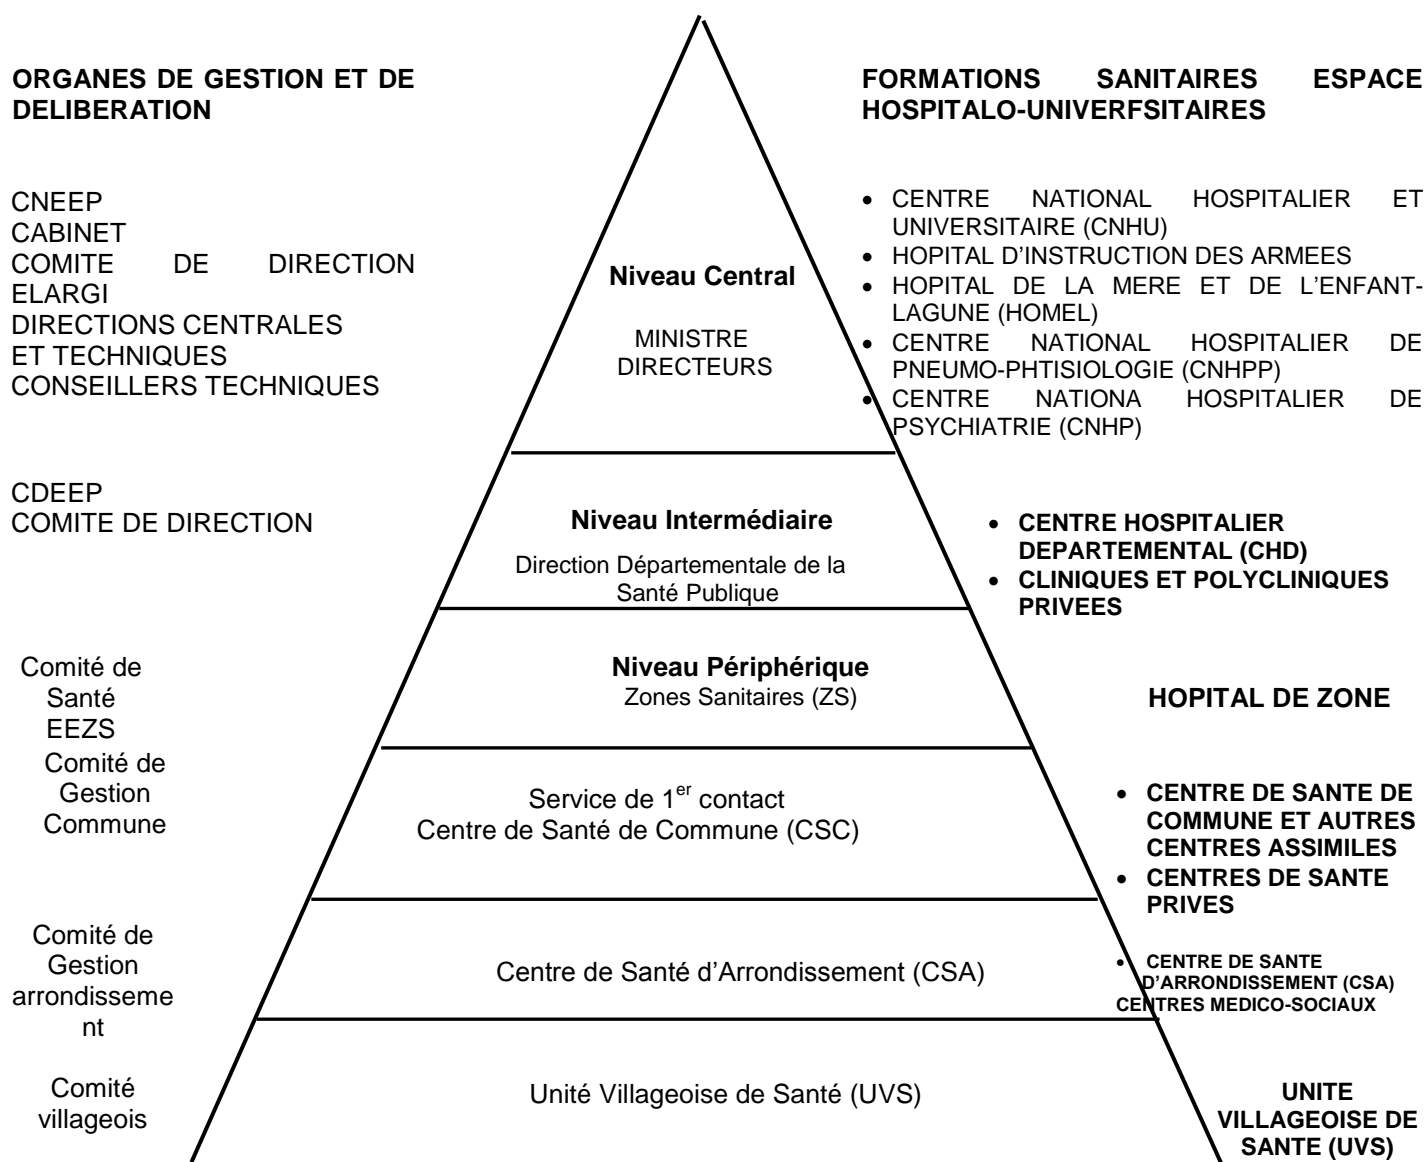 ORGANES DE GESTION ET DE
DELIBERATION
FORMATIONS SANITAIRES ESPACE
HOSPITALO-UNIVERFSITAIRES
CNEEP
CABINET
COMITE DE DIRECTION
ELARGI
DIRECTIONS CENTRALES
ET TECHNIQUES
CONSEILLERS TECHNIQUES
Niveau Central
MINISTRE
DIRECTEURS
• CENTRE NATIONAL HOSPITALIER ET
UNIVERSITAIRE (CNHU)
• HOPITAL D’INSTRUCTION DES ARMEES
• HOPITAL DE LA MERE ET DE L’ENFANT-
LAGUNE (HOMEL)
• CENTRE NATIONAL HOSPITALIER DE
PNEUMO-PHTISIOLOGIE (CNHPP)
• CENTRE NATIONA HOSPITALIER DE
PSYCHIATRIE (CNHP)
CDEEP
COMITE DE DIRECTION
Niveau Intermédiaire
Direction Départementale de la
Santé Publique
• CENTRE HOSPITALIER
DEPARTEMENTAL (CHD)
• CLINIQUES ET POLYCLINIQUES
PRIVEES
Comité de
Santé
EEZS
Niveau Périphérique
Zones Sanitaires (ZS)
HOPITAL DE ZONE
Comité de
Gestion
Commune
Service de 1er contact
Centre de Santé de Commune (CSC)
• CENTRE DE SANTE DE
COMMUNE ET AUTRES
CENTRES ASSIMILES
• CENTRES DE SANTE
PRIVES
Comité de
Gestion
arrondisseme
nt
Centre de Santé d’Arrondissement (CSA)
• CENTRE DE SANTE
D’ARRONDISSEMENT (CSA)
CENTRES MEDICO-SOCIAUX
Comité
villageois
Unité Villageoise de Santé (UVS)
UNITE
VILLAGEOISE DE
SANTE (UVS)